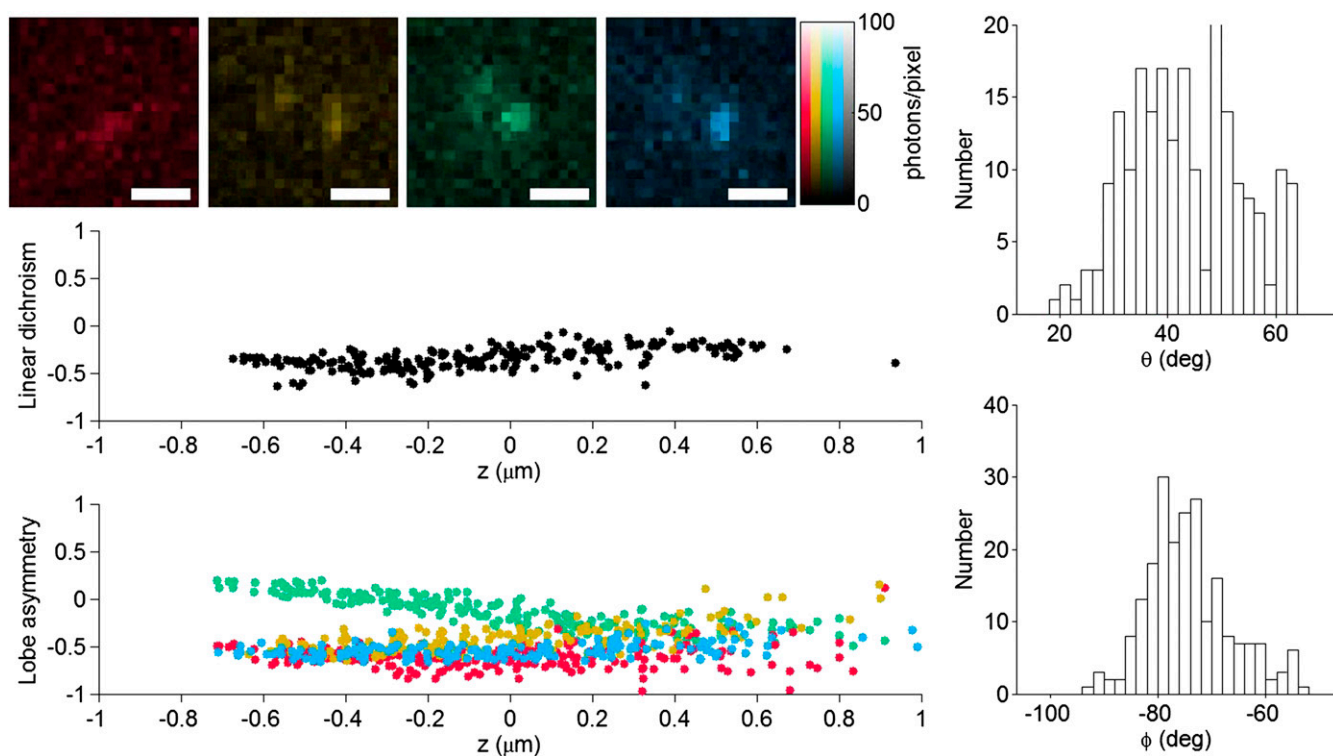 100
50
0
photons/pixel
Linear dichroism
1
0.5
0
-0.5
-1
-1 -0.8 -0.6 -0.4 -0.2 0 0.2 0.4 0.6 0.8 1
z (μm)
Lobe asymmetry
1
0.5
0
-0.5
-1
-1 -0.8 -0.6 -0.4 -0.2 0 0.2 0.4 0.6 0.8 1
z (μm)
Number
20
15
10
5
0
20 40 60
θ (deg)
Number
40
30
20
10
0
-100 -80 -60
ϕ (deg)